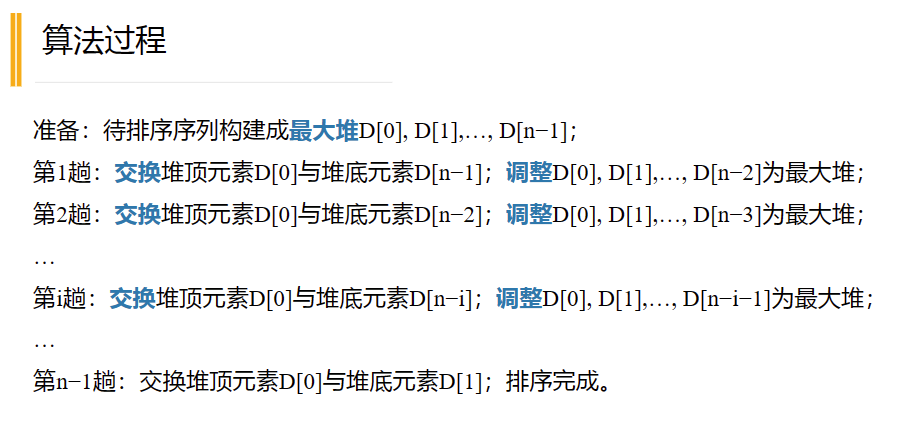 算法过程
准备：待排序序列构建成最大堆D[0], D[1],…, D[n−1]；
第1趟：交换堆顶元素D[0]与堆底元素D[n−1]；调整D[0], D[1],…, D[n−2]为最大堆；
第2趟：交换堆顶元素D[0]与堆底元素D[n−2]；调整D[0], D[1],…, D[n−3]为最大堆；
…
第i趟：交换堆顶元素D[0]与堆底元素D[n−i]；调整D[0], D[1],…, D[n−i−1]为最大堆；
…
第n−1趟：交换堆顶元素D[0]与堆底元素D[1]；排序完成。